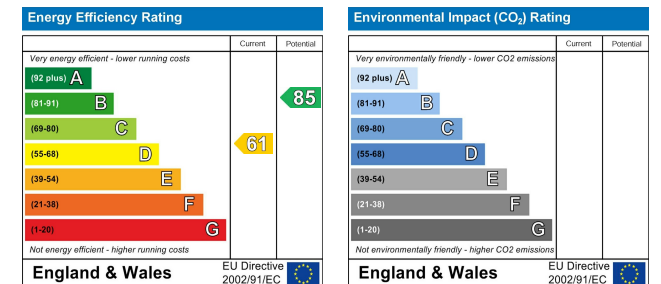 Energy Efficiency Rating
Current Potential
Very energy efficient - lower running costs
(92 plus) A
(81-91) B
85
(69-80) C
(55-68) D
61
(39-54) E
(21-38) F
(1-20) G
Not energy efficient - higher running costs
England & Wales
EU Directive
2002/91/EC
Environmental Impact (CO₂) Rating
Current Potential
Very environmentally friendly - lower CO2 emissions
(92 plus) A
(81-91) B
(69-80) C
(55-68) D
(39-54) E
(21-38) F
(1-20) G
Not environmentally friendly - higher CO2 emissions
England & Wales
EU Directive
2002/91/EC